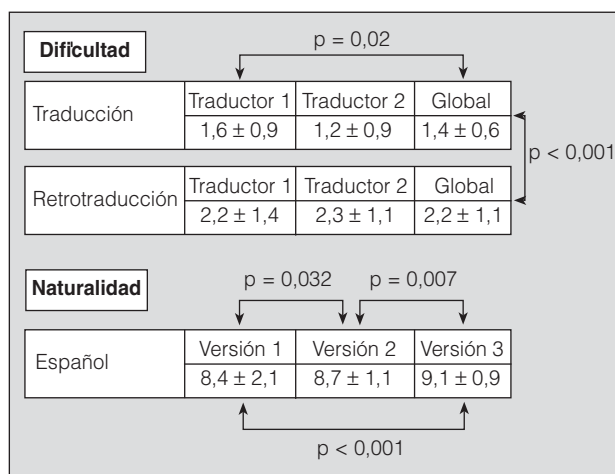 Dificultad
p = 0,02
Traducción
Traductor 1 Traductor 2 Global
1,6 ± 0,9 1,2 ± 0,9 1,4 ± 0,6
p < 0,001
Retrotraducción
Traductor 1 Traductor 2 Global
2,2 ± 1,4 2,3 ± 1,1 2,2 ± 1,1
Naturalidad
p = 0,032 p = 0,007
Español
Versión 1 Versión 2 Versión 3
8,4 ± 2,1 8,7 ± 1,1 9,1 ± 0,9
p < 0,001